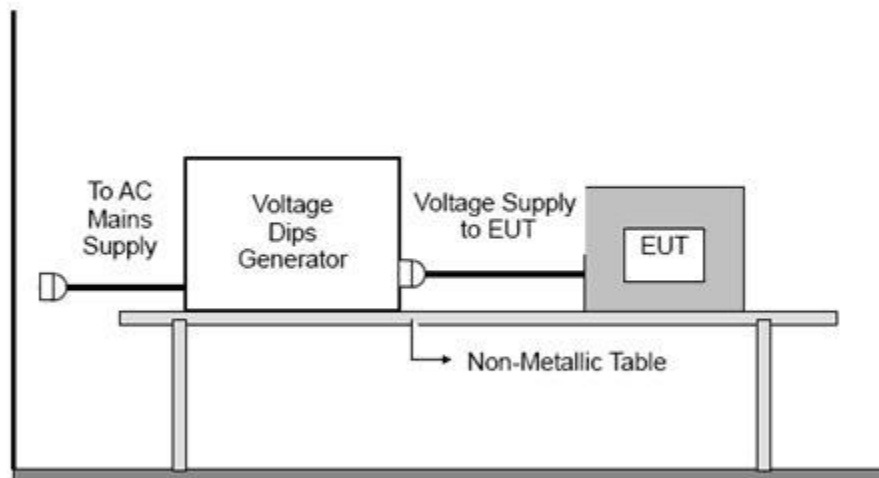 To AC
Mains
Supply
Voltage
Dips
Generator
Voltage Supply
to EUT
EUT
Non-Metallic Table